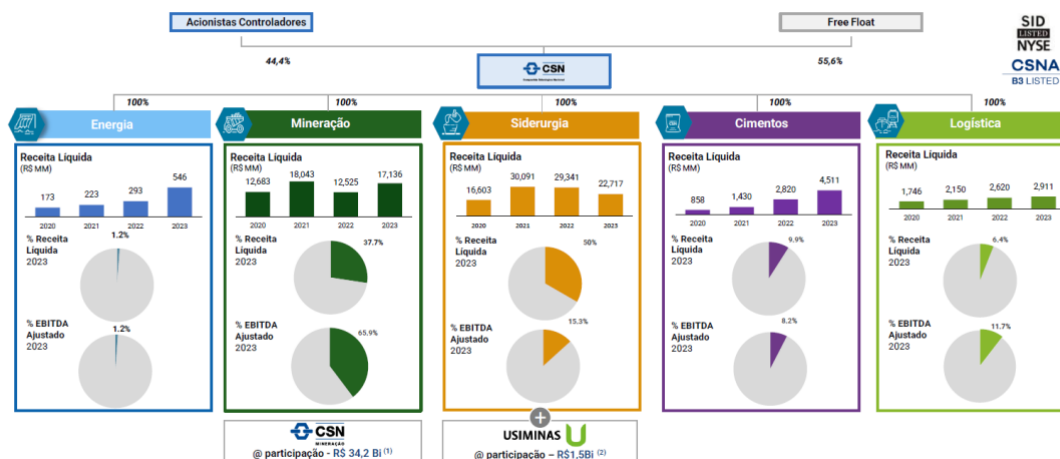 Acionistas Controladores
Free Float
SID
LISTED
NYSE
CSNA
B3 LISTED
44,4%
55,6%
CSN
100%
100%
100%
100%
100%
Energia
Receita Líquida
(R$ MM)
173
223
293
546
2020
2021
2022
2023
% Receita
Líquida
2023
1.2%
% EBITDA
Ajustado
2023
1.2%
Mineração
Receita Líquida
(R$ MM)
12,683
18,043
12,525
17,136
2020
2021
2022
2023
% Receita
Líquida
2023
37.7%
% EBITDA
Ajustado
2023
65.9%
CSN
MINERAÇÃO
@ participação - R$ 34,2 Bi (1)
Siderurgia
Receita Líquida
(R$ MM)
16,603
30,091
29,341
22,717
2020
2021
2022
2023
% Receita
Líquida
2023
50%
% EBITDA
Ajustado
2023
15.3%
USIMINAS
@ participação – R$1,5Bi (2)
Cimentos
Receita Líquida
(R$ MM)
858
1,430
2,820
4,511
2020
2021
2022
2023
% Receita
Líquida
2023
9.9%
% EBITDA
Ajustado
2023
8.2%
Logística
Receita Líquida
(R$ MM)
1,746
2,150
2,620
2,911
2020
2021
2022
2023
% Receita
Líquida
2023
6.4%
% EBITDA
Ajustado
2023
11.7%